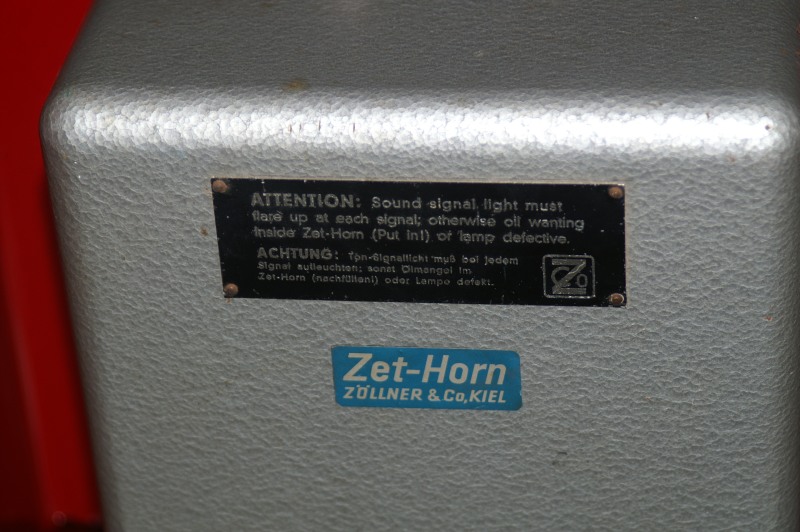 ATTENTION: Sound signal light must
flare up at each signal; otherwise oil wanting
inside Zet-Horn (Put in!) or lamp defective.
ACHTUNG: Ton-Signallicht muß bei jedem
Signal aufleuchten; sonst Ölmangel im
Zet-Horn (nachfüllen!) oder Lampe defekt.
ZCo
Zet-Horn
ZÖLLNER & Co, KIEL